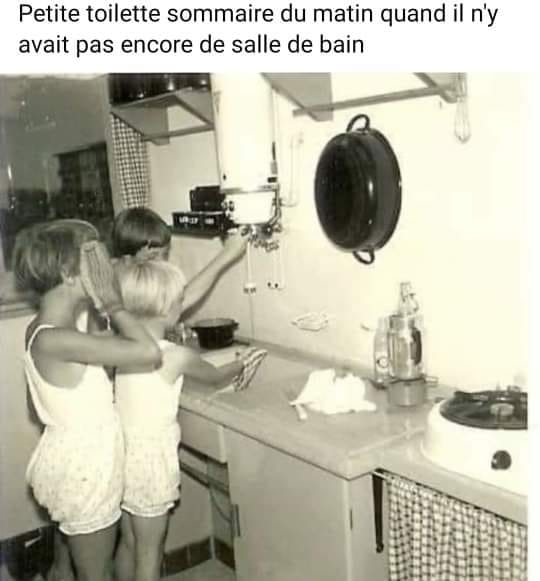 Petite toilette sommaire du matin quand il n'y
avait pas encore de salle de bain